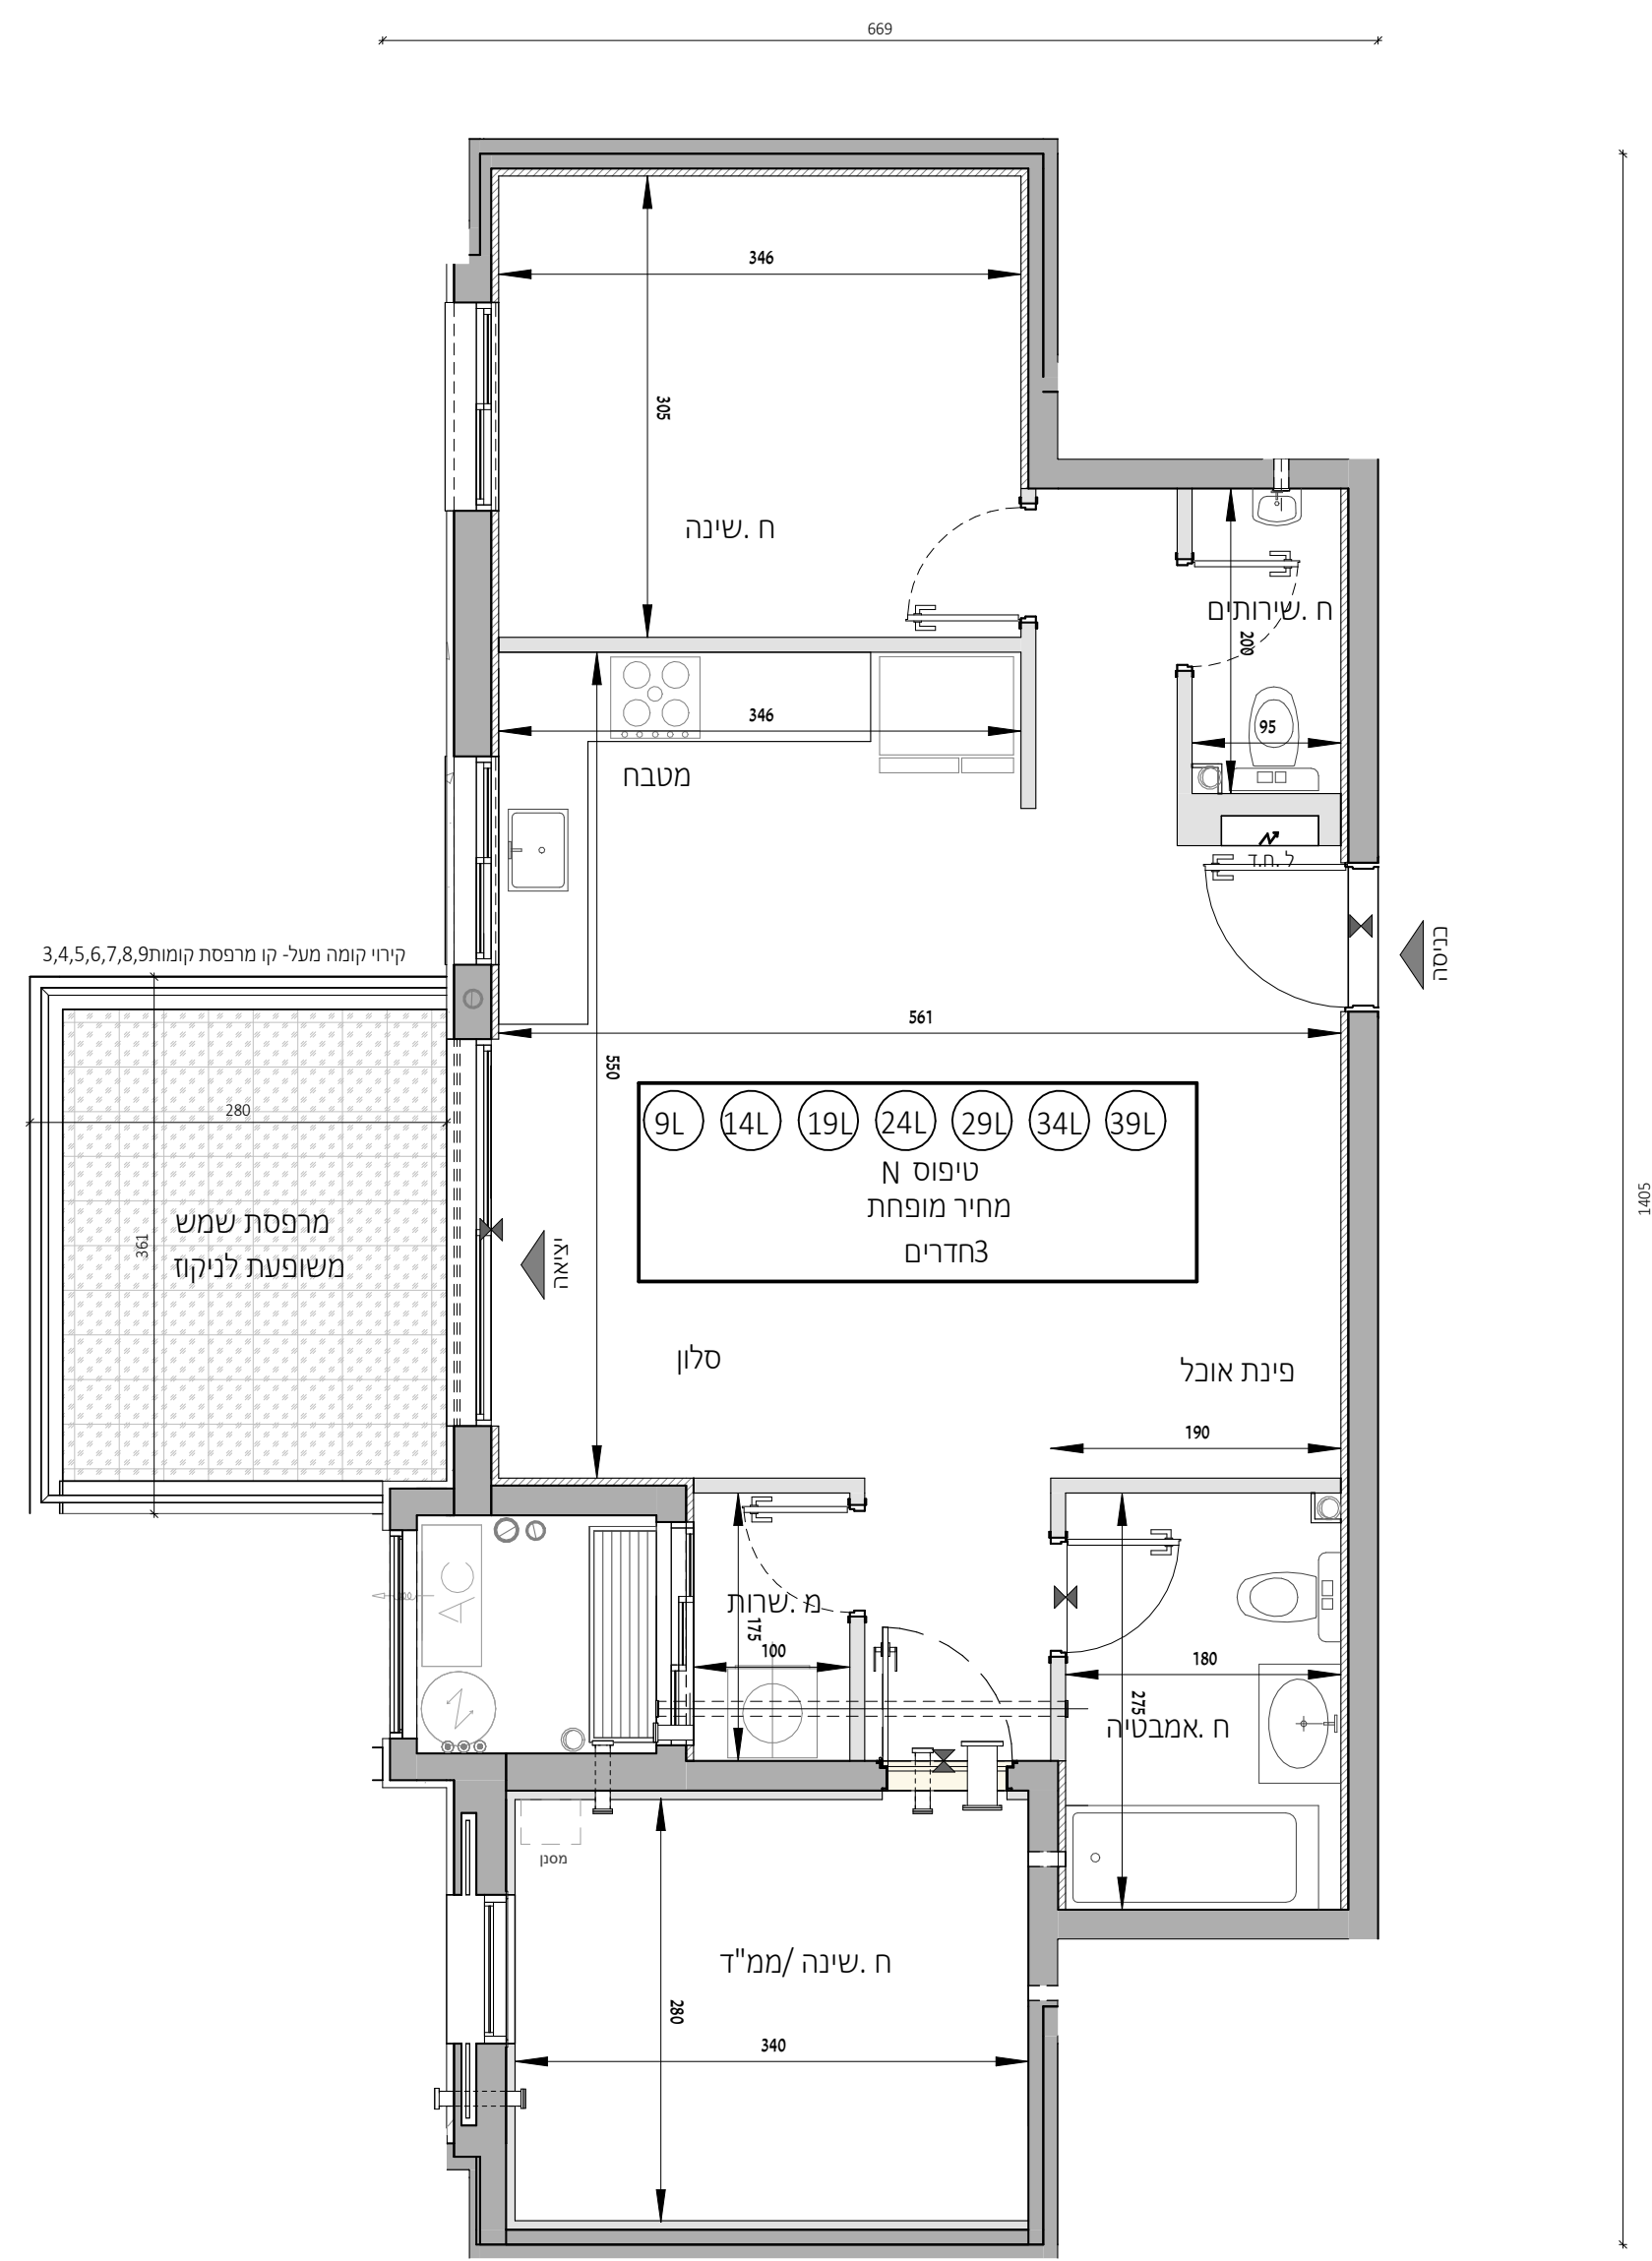 669
346
305
ח .שינה
ח .שירותים
200
95
346
מטבח
ל .ח.ד
כניסה
קירוי קומה מעל- קו מרפסת קומות3,4,5,6,7,8,9
561
550
280
9L 14L 19L 24L 29L 34L 39L
טיפוס N
מחיר מופחת
3חדרים
1405
מרפסת שמש
משופעת לניקוז
361
יציאה
סלון
פינת אוכל
190
AC
מ .שרות
175
100
180
275
ח .אמבטיה
מסנן
ח .שינה /ממ"ד
280
340